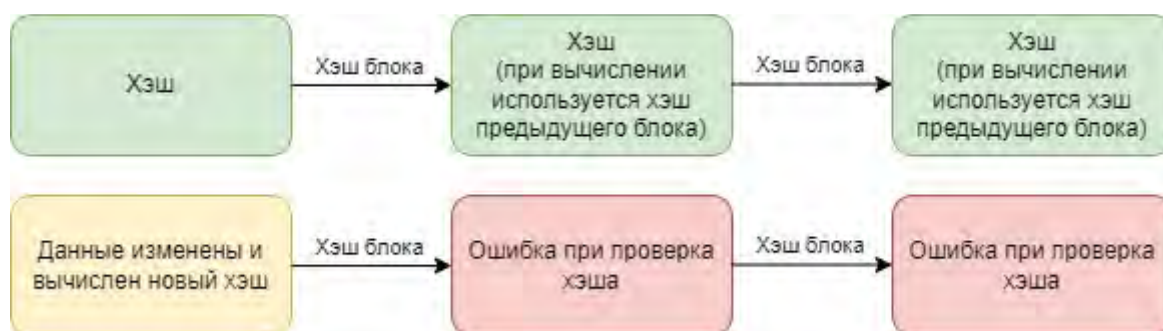 Хэш
Хэш блока
Хэш
(при вычислении
используется хэш
предыдущего блока)
Хэш блока
Хэш
(при вычислении
используется хэш
предыдущего блока)
Данные изменены и
вычислен новый хэш
Хэш блока
Ошибка при проверка
хэша
Хэш блока
Ошибка при проверка
хэша